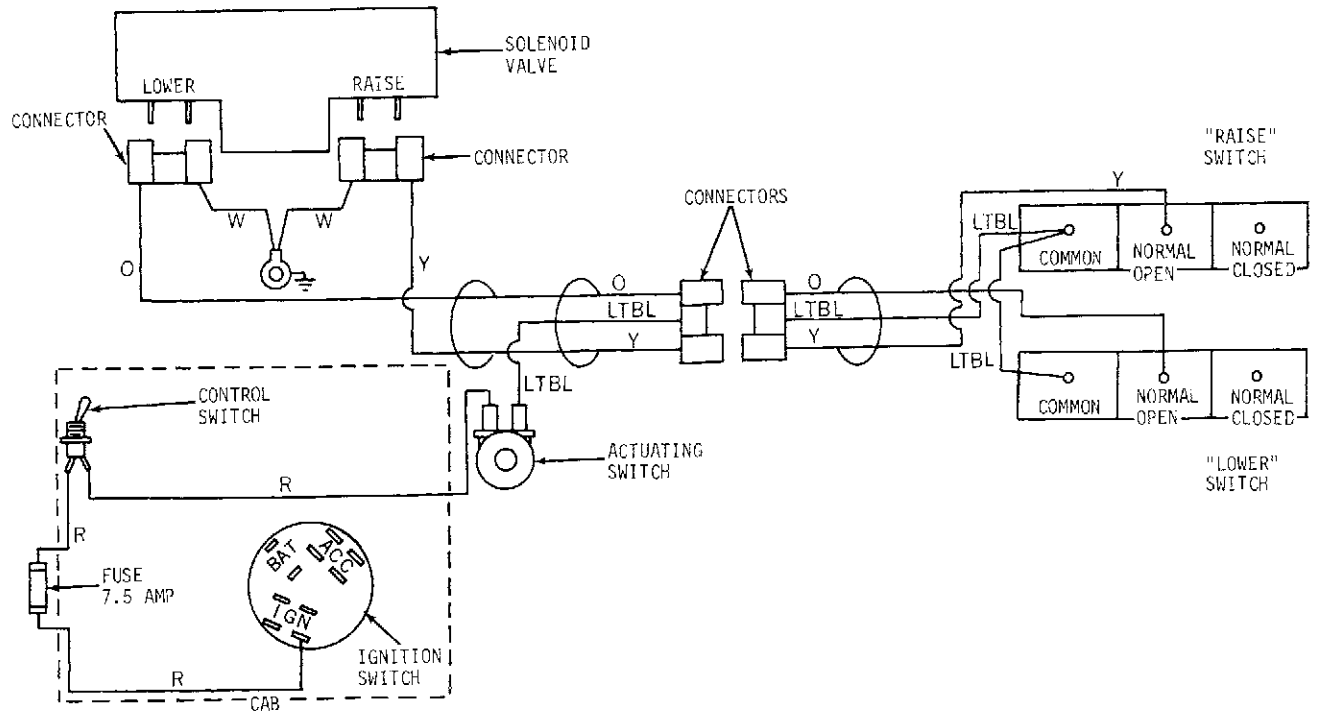 SOLENOID
VALVE
LOWER
RAISE
CONNECTOR
CONNECTOR
"RAISE"
SWITCH
CONNECTORS
Y
LTBL
COMMON
NORMAL
OPEN
NORMAL
CLOSED
W
W
O
Y
O
LTBL
Y
O
LTBL
Y
LTBL
COMMON
NORMAL
OPEN
NORMAL
CLOSED
"LOWER"
SWITCH
LTBL
CONTROL
SWITCH
ACTUATING
SWITCH
R
R
BAT
ACC
IGN
FUSE
7.5 AMP
IGNITION
SWITCH
R
CAB